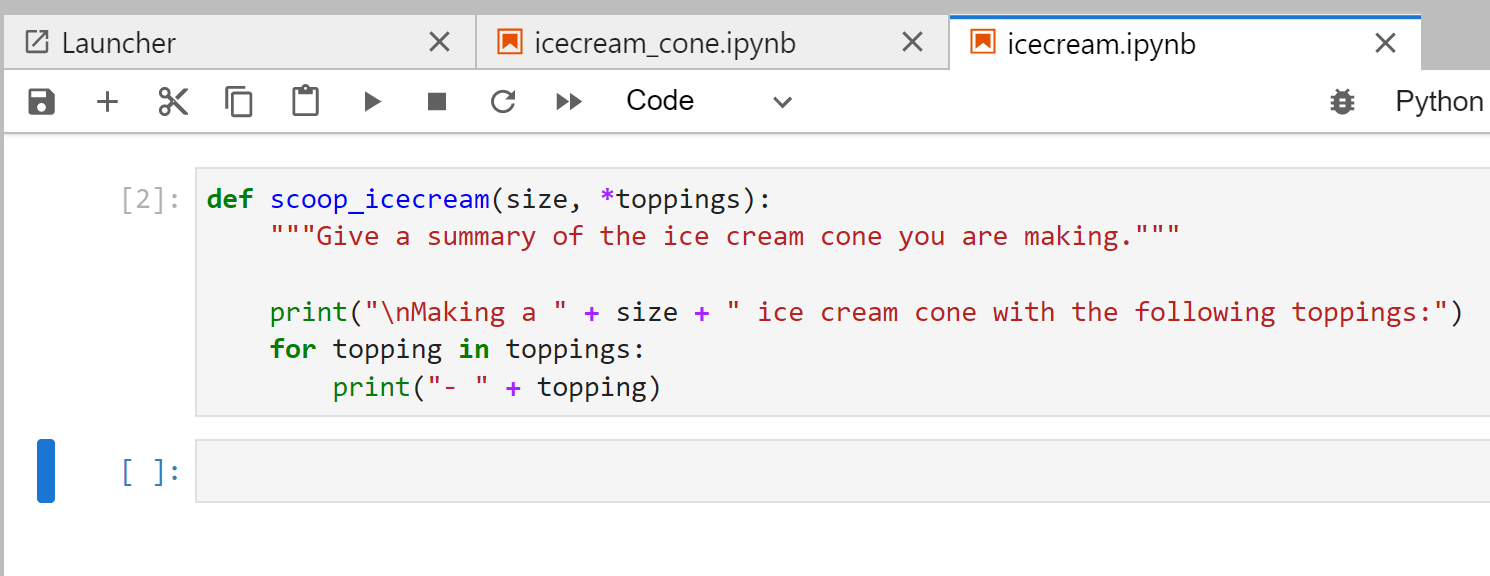 Launcher icecream_cone.ipynb icecream.ipynb
Code Python
[2]: def scoop_icecream(size, *toppings):
    """Give a summary of the ice cream cone you are making."""
    print("\nMaking a " + size + " ice cream cone with the following toppings:")
    for topping in toppings:
        print("- " + topping)
[ ]: